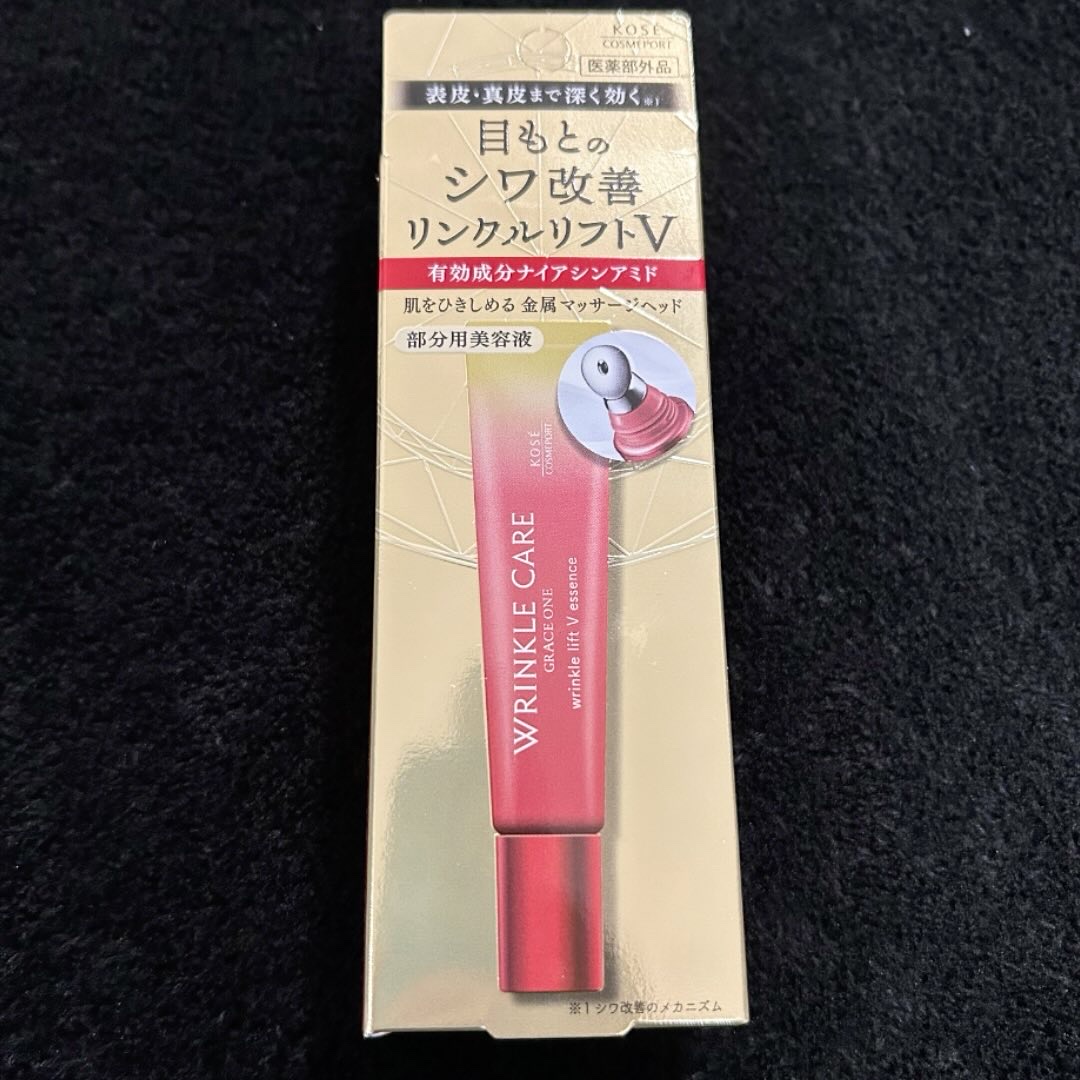 KOSÉ
COSMEPORT
医薬部外品
表皮・真皮まで深く効く※1
目もとの
シワ改善
リンクルリフトV
有効成分ナイアシンアミド
肌をひきしめる 金属マッサージヘッド
部分用美容液
KOSÉ
COSMEPORT
WRINKLE CARE
GRACE ONE
wrinkle lift V essence
※1 シワ改善のメカニズム